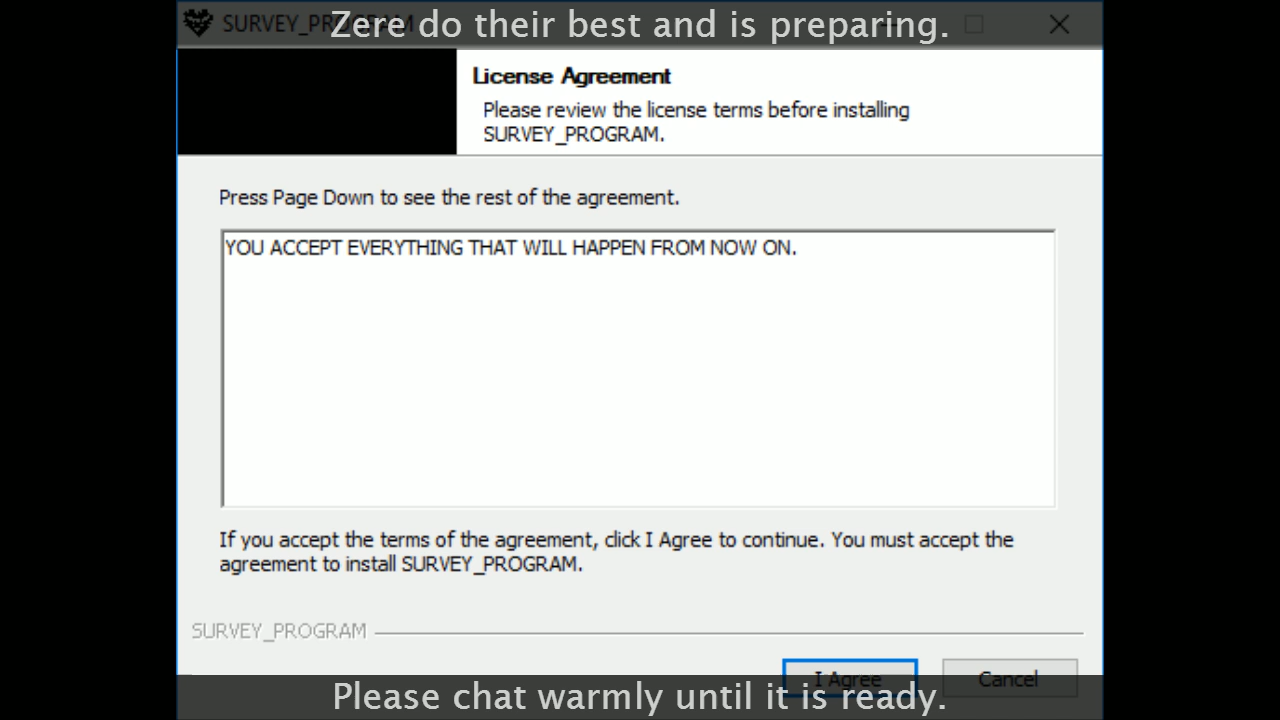 SURVEY_PROGRAM
Zere do their best and is preparing.
License Agreement
Please review the license terms before installing
SURVEY_PROGRAM.
Press Page Down to see the rest of the agreement.
YOU ACCEPT EVERYTHING THAT WILL HAPPEN FROM NOW ON.
If you accept the terms of the agreement, click I Agree to continue. You must accept the
agreement to install SURVEY_PROGRAM.
SURVEY_PROGRAM
I Agree
Cancel
Please chat warmly until it is ready.